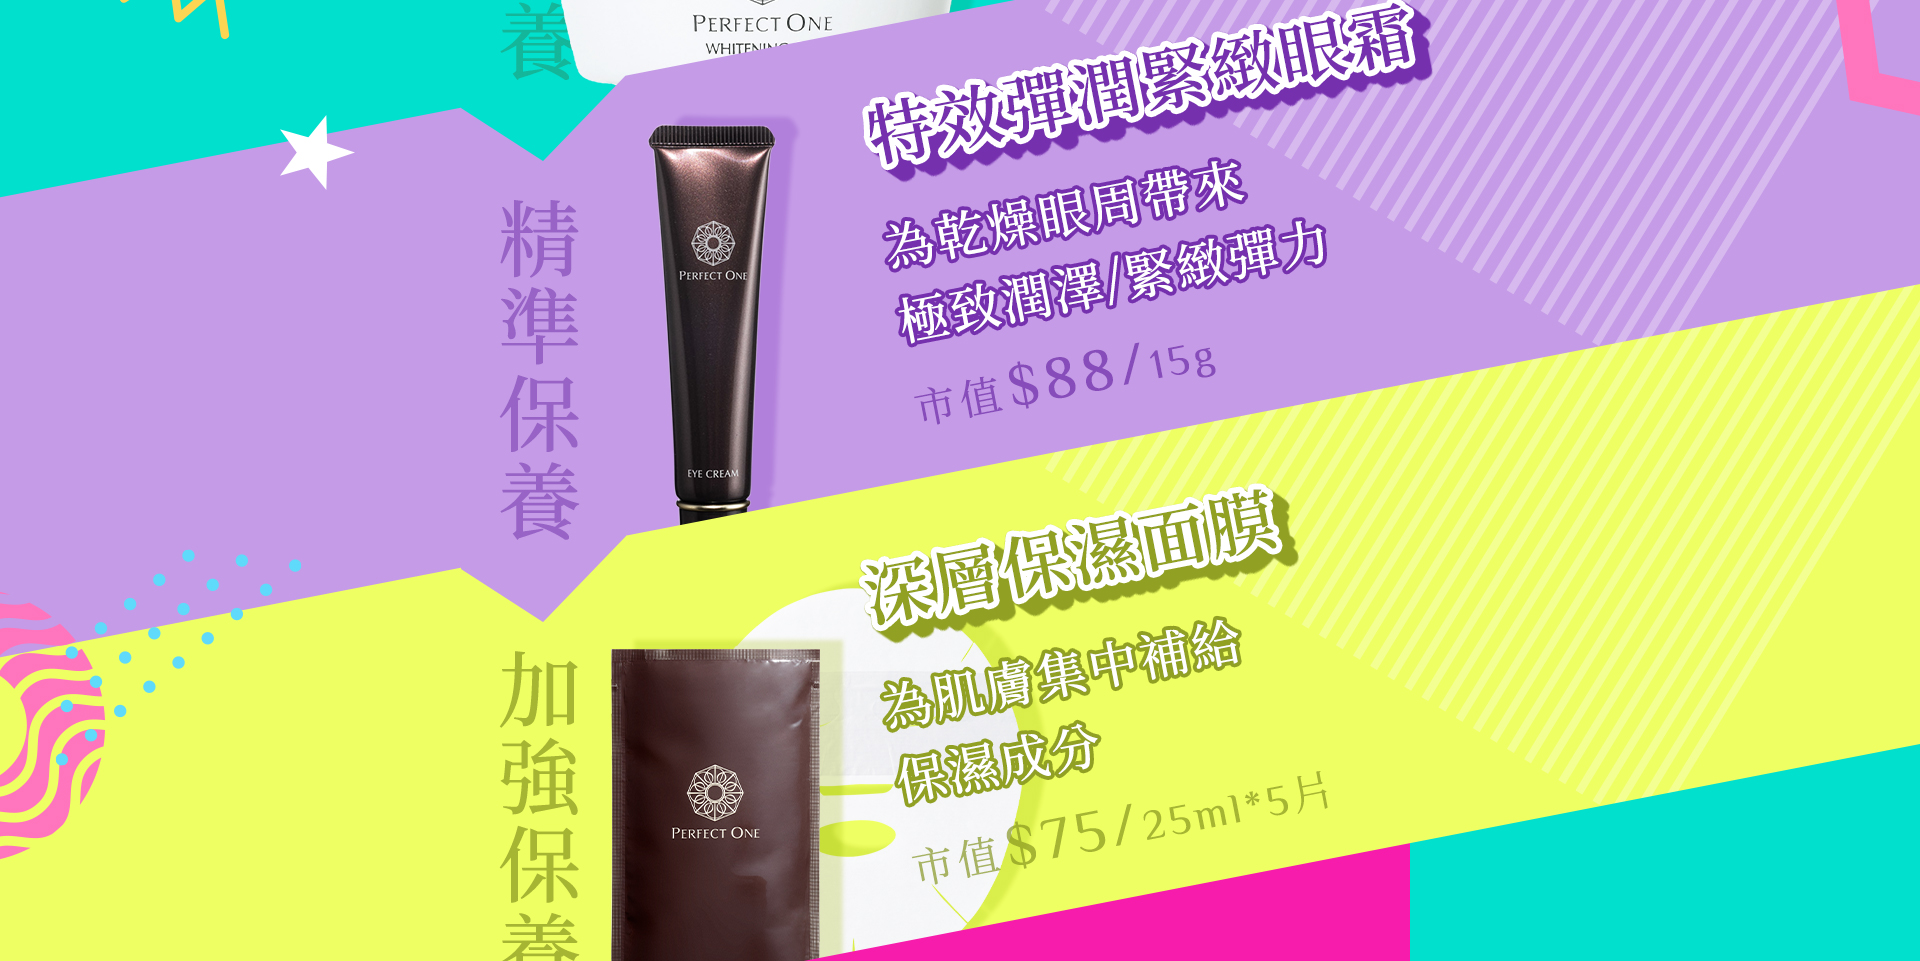 養
PERFECT ONE
WHITENING
特效彈潤緊緻眼霜
為乾燥眼周帶來
極致潤澤/緊緻彈力
市值$88/15g
精準保養
PERFECT ONE
EYE CREAM
深層保濕面膜
為肌膚集中補給
保濕成分
市值$75/25ml*5片
加強保養
PERFECT ONE